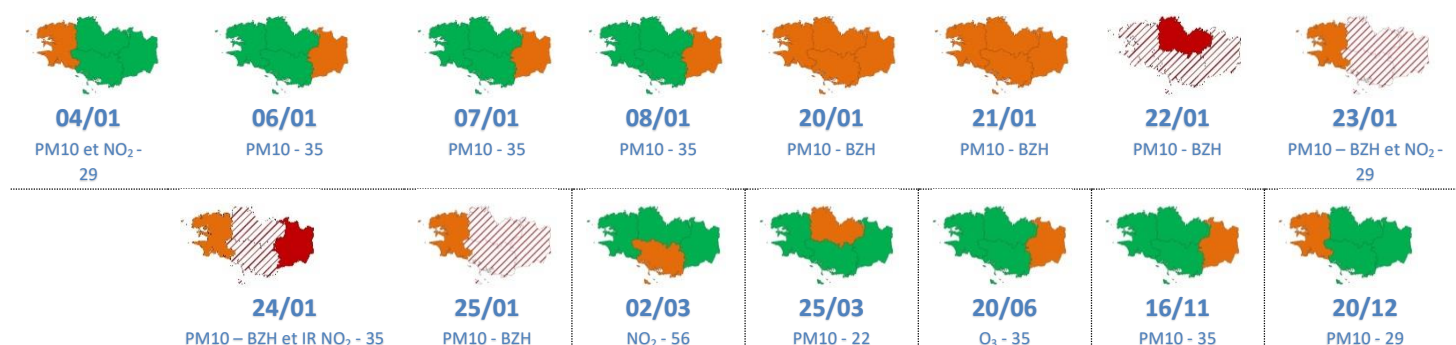 04/01 06/01 07/01 08/01 20/01 21/01 22/01 23/01
PM10 et NO₂ - PM10 - 35 PM10 - 35 PM10 - 35 PM10 - BZH PM10 - BZH PM10 - BZH PM10 – BZH et NO₂ -
29 29
24/01 25/01 02/03 25/03 20/06 16/11 20/12
PM10 – BZH et IR NO₂ - 35 PM10 - BZH NO₂ - 56 PM10 - 22 O₃ - 35 PM10 - 35 PM10 - 29